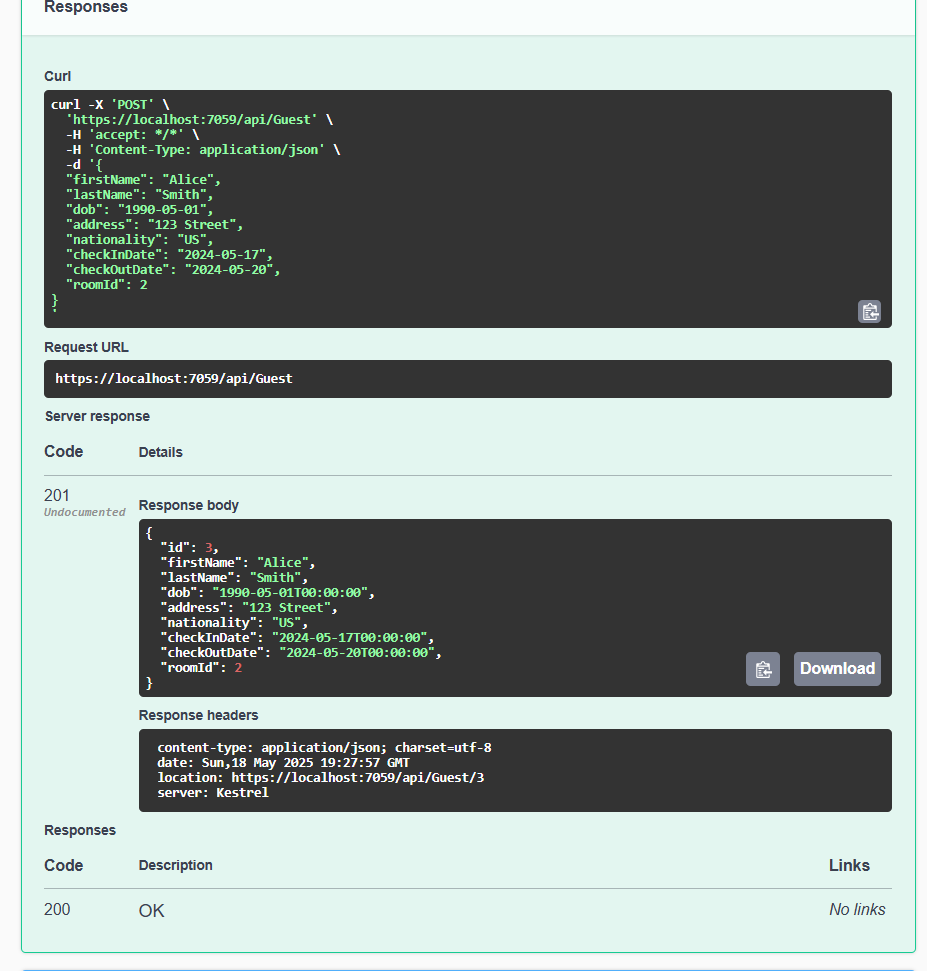 Responses
Curl
curl -X 'POST' \
  'https://localhost:7059/api/Guest' \
  -H 'accept: */*' \
  -H 'Content-Type: application/json' \
  -d '{
  "firstName": "Alice",
  "lastName": "Smith",
  "dob": "1990-05-01",
  "address": "123 Street",
  "nationality": "US",
  "checkInDate": "2024-05-17",
  "checkOutDate": "2024-05-20",
  "roomId": 2
}
'
Request URL
https://localhost:7059/api/Guest
Server response
Code Details
201
Undocumented
Response body
{
  "id": 3,
  "firstName": "Alice",
  "lastName": "Smith",
  "dob": "1990-05-01T00:00:00",
  "address": "123 Street",
  "nationality": "US",
  "checkInDate": "2024-05-17T00:00:00",
  "checkOutDate": "2024-05-20T00:00:00",
  "roomId": 2
}
Download
Response headers
content-type: application/json; charset=utf-8
date: Sun,18 May 2025 19:27:57 GMT
location: https://localhost:7059/api/Guest/3
server: Kestrel
Responses
Code Description Links
200 OK No links